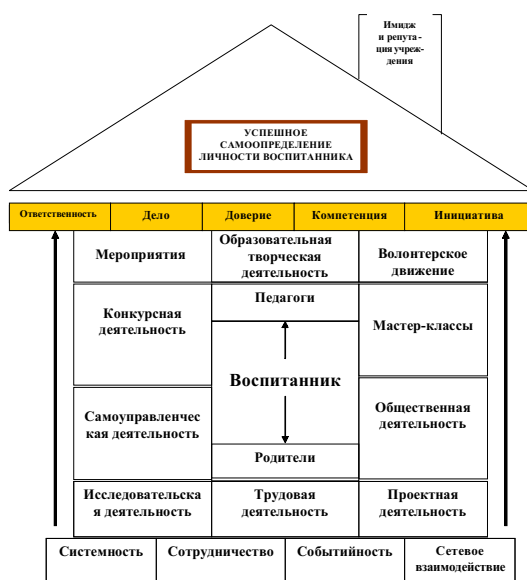 Имидж
и репута-
ция учреж-
дения
УСПЕШНОЕ
САМООПРЕДЕЛЕНИЕ
ЛИЧНОСТИ ВОСПИТАННИКА
Ответственность
Дело
Доверие
Компетенция
Инициатива
Мероприятия
Образовательная
творческая
деятельность
Волонтерское
движение
Конкурсная
деятельность
Педагоги
Мастер-классы
Воспитанник
Самоуправленчес
кая деятельность
Общественная
деятельность
Родители
Исследовательска
я деятельность
Трудовая
деятельность
Проектная
деятельность
Системность
Сотрудничество
Событийность
Сетевое
взаимодействие